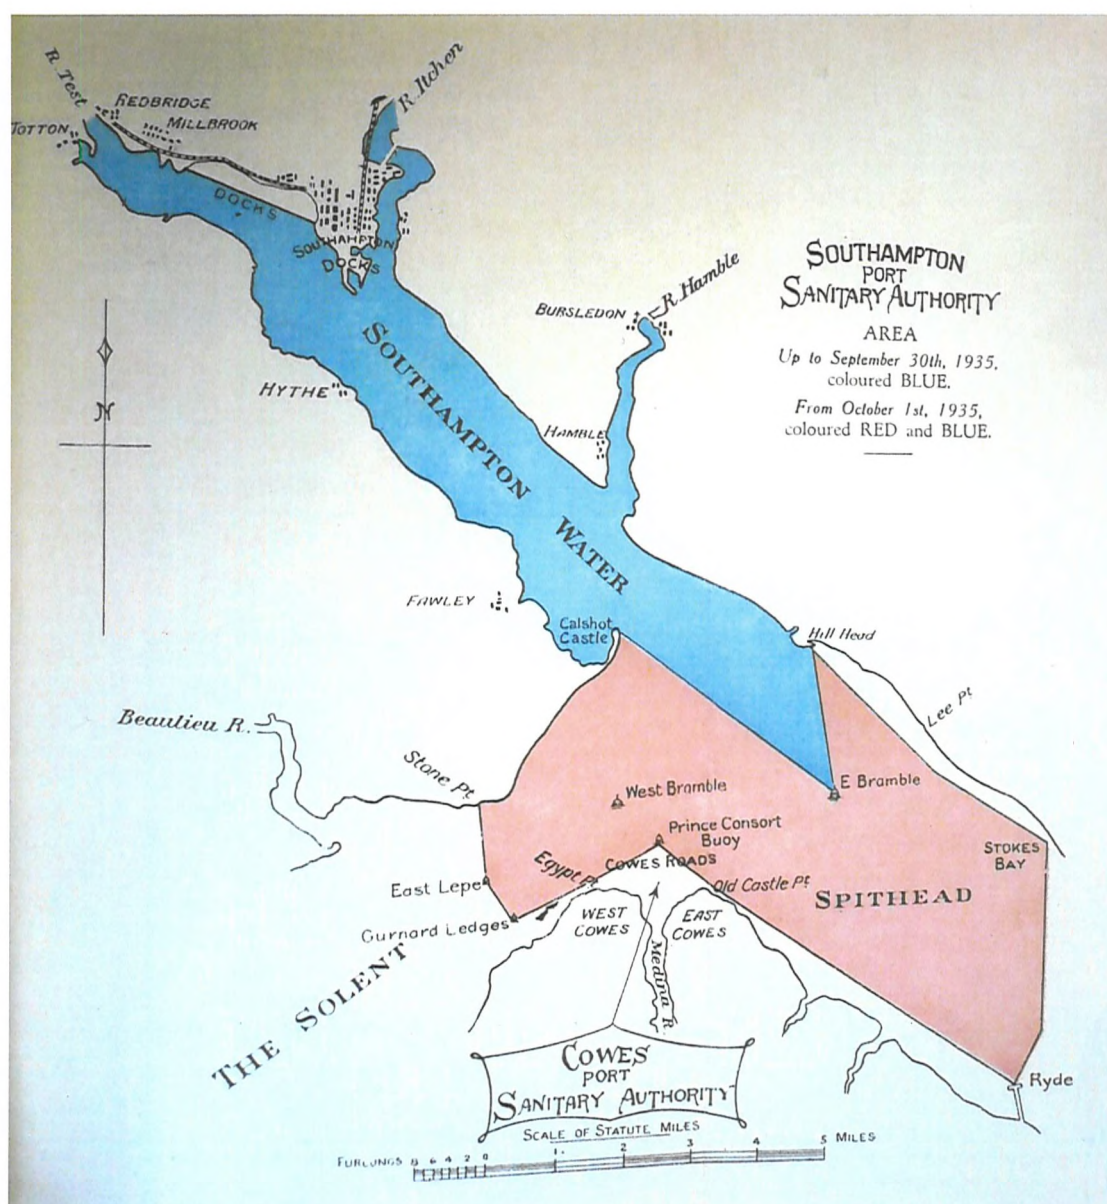 R. Test
R. Itchen
REDBRIDGE
MILLBROOK
TOTTON
DOCKS
SOUTHAMPTON
DOCKS
SOUTHAMPTON
PORT
SANITARY AUTHORITY
AREA
Up to September 30th, 1935,
coloured BLUE.
From October 1st, 1935,
coloured RED and BLUE.
BURSLEDON
R. Hamble
N
HYTHE
HAMBLE
SOUTHAMPTON WATER
FAWLEY
Calshot
Castle
Hill Head
Lee Pt
Beaulieu R.
Stone Pt
West Bramble
E Bramble
Prince Consort
Buoy
COWES ROADS
STOKES
BAY
East Lepe
Egypt Pt
Old Castle Pt
SPITHEAD
Gurnard Ledges
WEST
COWES
EAST
COWES
Medina R.
THE SOLENT
COWES
PORT
SANITARY AUTHORITY
Ryde
SCALE OF STATUTE MILES
FURLONGS 8 6 4 2 0 1 2 3 4 5 MILES